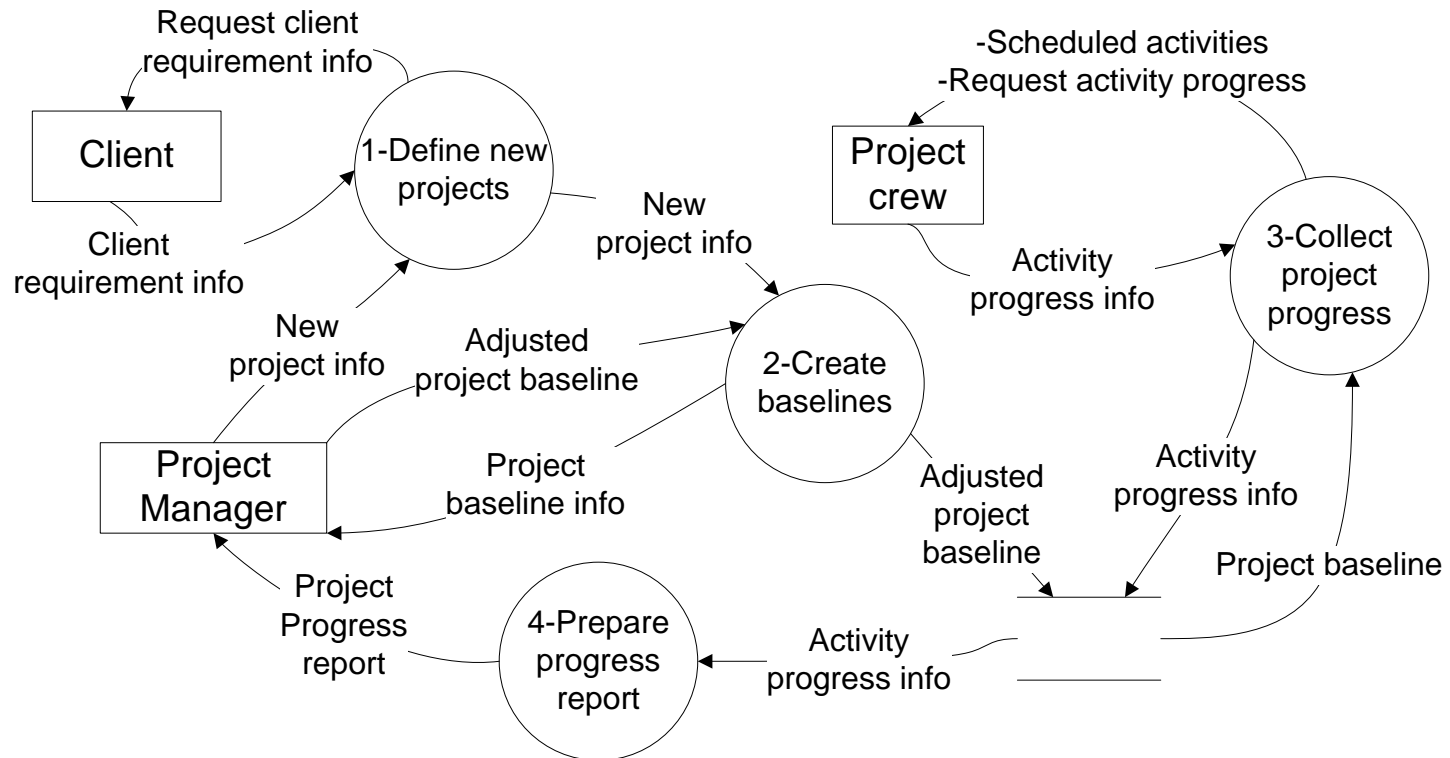 Request client
requirement info
-Scheduled activities
-Request activity progress
Client
1-Define new
projects
Project
crew
New
project info
3-Collect
project
progress
Client
requirement info
Activity
progress info
New
project info
Adjusted
project baseline
2-Create
baselines
Project
Manager
Project
baseline info
Adjusted
project
baseline
Activity
progress info
Project baseline
Project
Progress
report
4-Prepare
progress
report
Activity
progress info